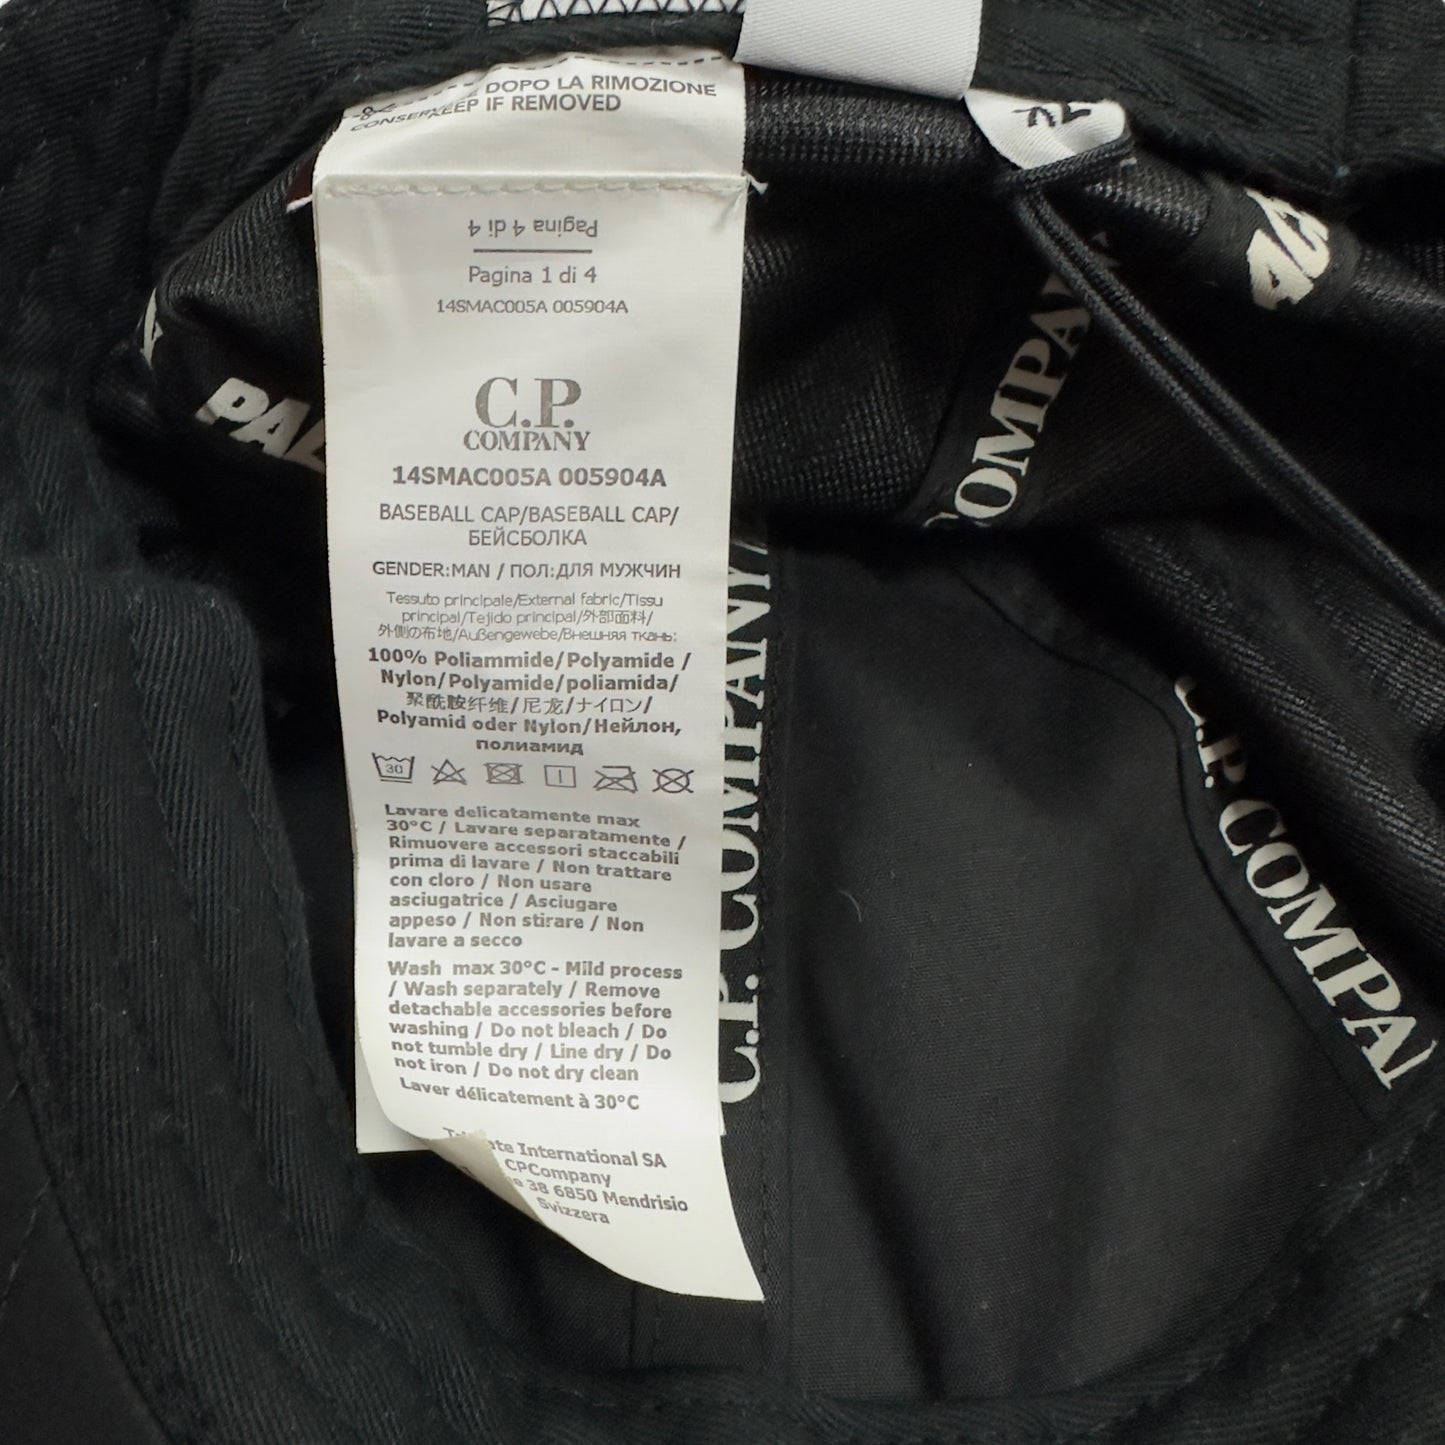 DOPO LA RIMOZIONE
KEEP IF REMOVED
Pagina 4 di 4
Pagina 1 di 4
14SMAC005A 005904A
C.P.
COMPANY
14SMAC005A 005904A
BASEBALL CAP/BASEBALL CAP/
БЕЙСБОЛКА
GENDER:MAN / ПОЛ:ДЛЯ МУЖЧИН
Tessuto principale/External fabric/Tissu
principal/Tejido principal/外部面料/
外側の布地/Außengewebe/Внешняя ткань:
100% Poliammide/Polyamide /
Nylon/Polyamide/poliamida/
聚酰胺纤维/尼龙/ナイロン/
Polyamid oder Nylon/Нейлон,
полиамид
30
Lavare delicatamente max
30°C / Lavare separatamente /
Rimuovere accessori staccabili
prima di lavare / Non trattare
con cloro / Non usare
asciugatrice / Asciugare
appeso / Non stirare / Non
lavare a secco
Wash max 30°C - Mild process
/ Wash separately / Remove
detachable accessories before
washing / Do not bleach / Do
not tumble dry / Line dry / Do
not iron / Do not dry clean
Laver délicatement à 30°C
International SA
CPCompany
38 6850 Mendrisio
Svizzera
C.P. COMPANY
COMPANY
C.P. COMPA